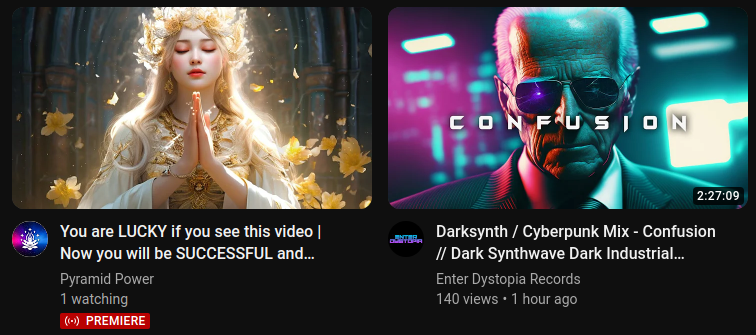 CONFUSION
2:27:09
You are LUCKY if you see this video |
Now you will be SUCCESSFUL and...
Pyramid Power
1 watching
PREMIERE
ENTER
DYSTOPIA
Darksynth / Cyberpunk Mix - Confusion
// Dark Synthwave Dark Industrial...
Enter Dystopia Records
140 views • 1 hour ago